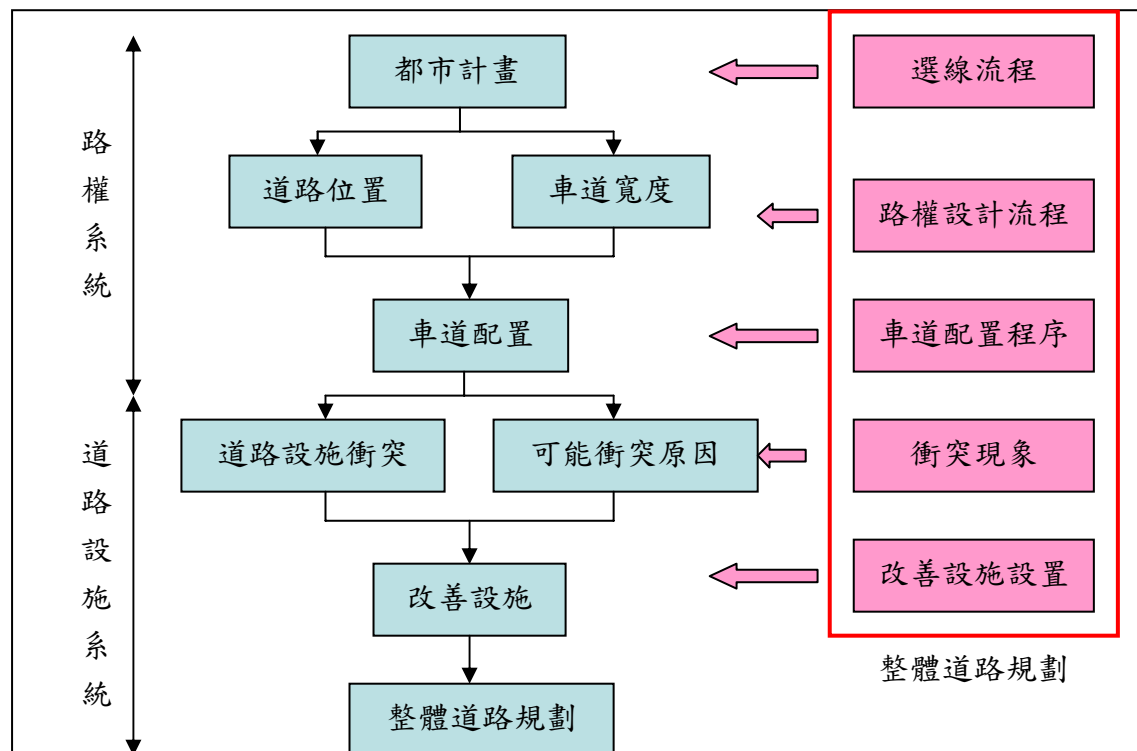 都市計畫
選線流程
路權系統
道路位置
車道寬度
路權設計流程
車道配置
車道配置程序
道路設施系統
道路設施衝突
可能衝突原因
衝突現象
改善設施
改善設施設置
整體道路規劃
整體道路規劃